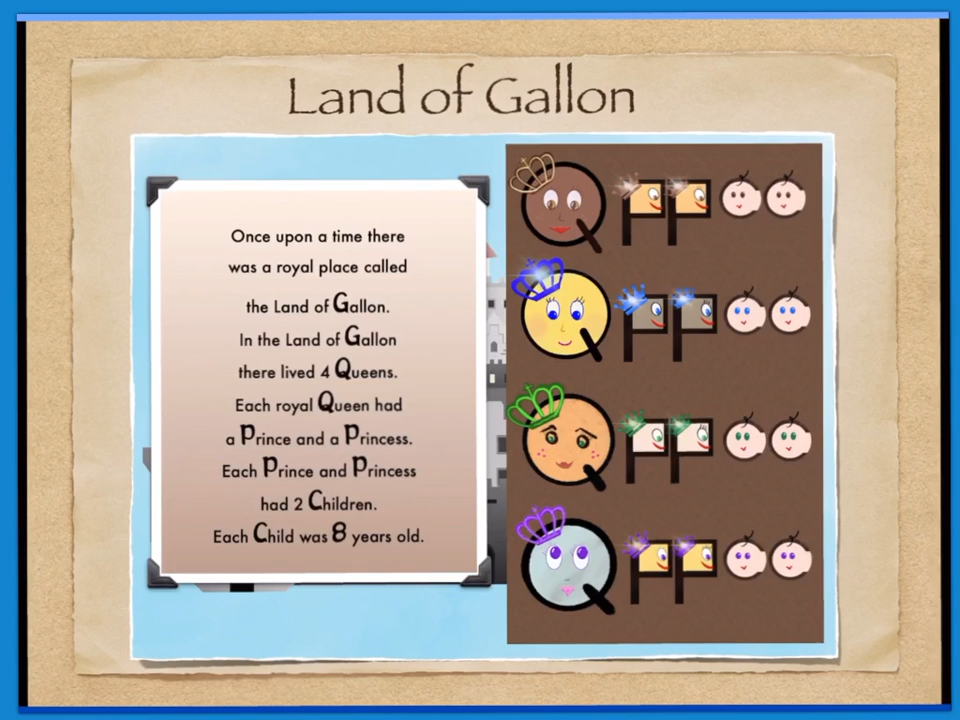 Land of Gallon
Once upon a time there
was a royal place called
the Land of Gallon.
In the Land of Gallon
there lived 4 Queens.
Each royal Queen had
a Prince and a Princess.
Each Prince and Princess
had 2 Children.
Each Child was 8 years old.